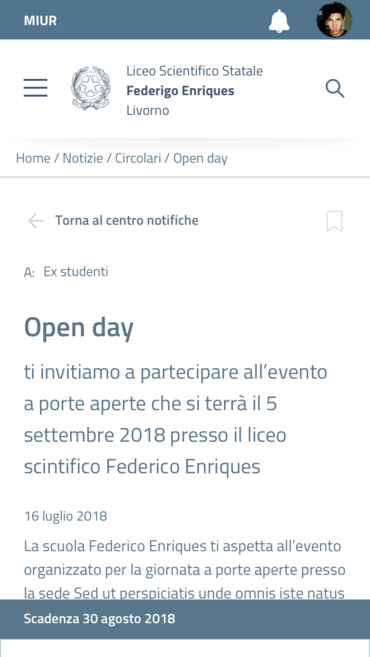 MIUR
Liceo Scientifico Statale
Federigo Enriques
Livorno
Home / Notizie / Circolari / Open day
Torna al centro notifiche
A: Ex studenti
Open day
ti invitiamo a partecipare all'evento
a porte aperte che si terrà il 5
settembre 2018 presso il liceo
scintifico Federico Enriques
16 luglio 2018
La scuola Federico Enriques ti aspetta all'evento
organizzato per la giornata a porte aperte presso
la sede Sed ut perspiciatis unde omnis iste natus
Scadenza 30 agosto 2018